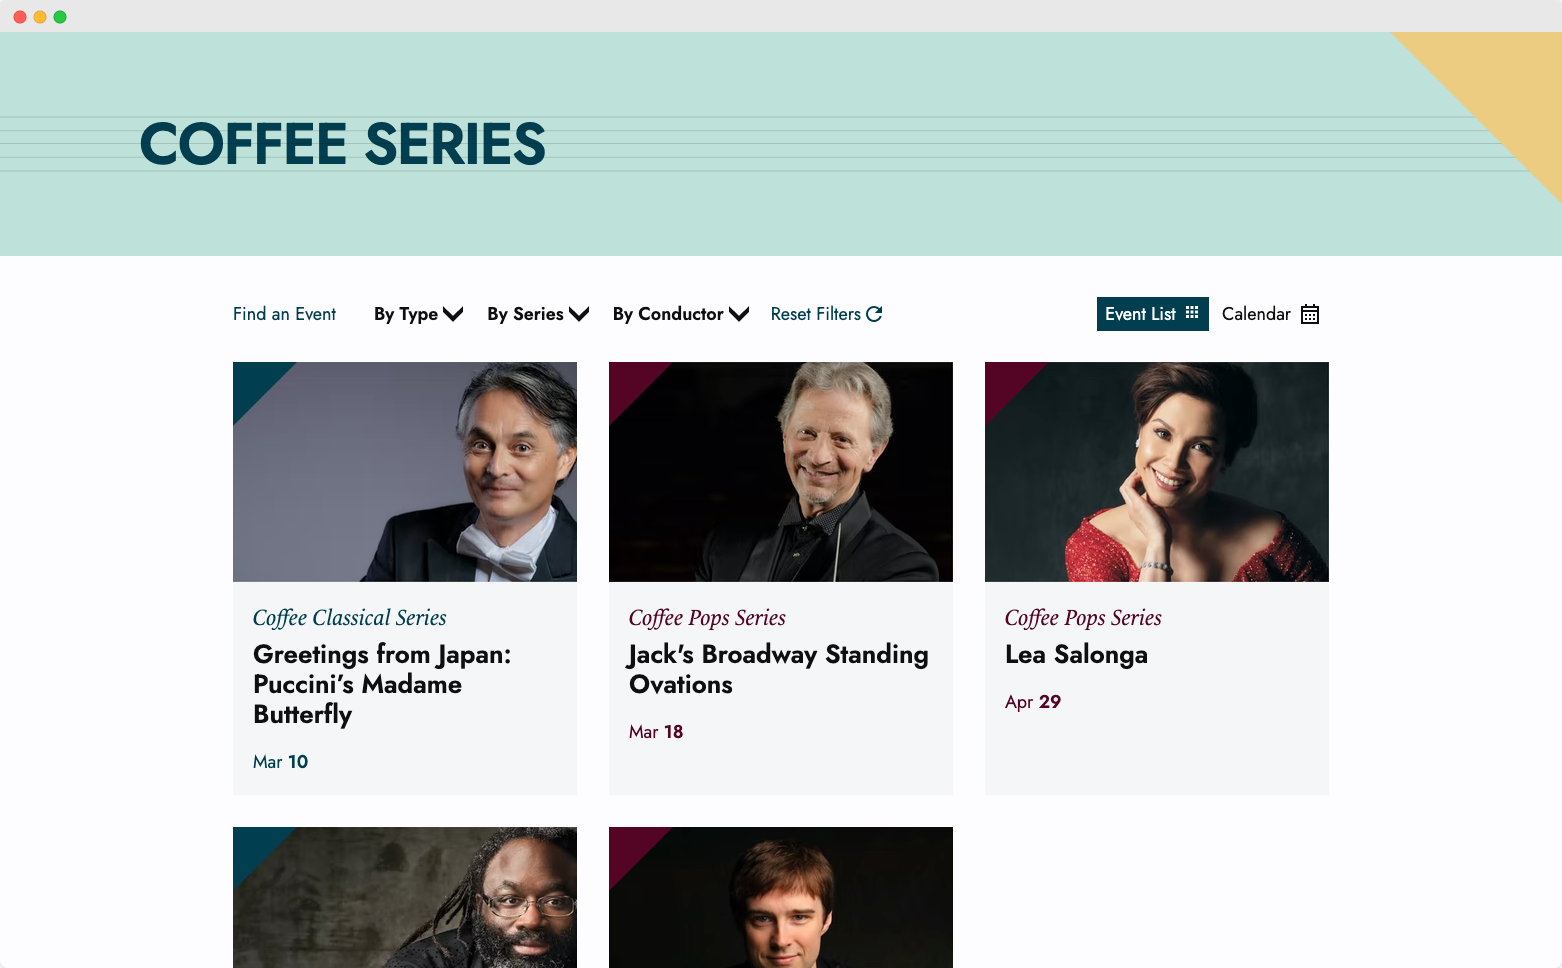 COFFEE SERIES
Find an Event
By Type
By Series
By Conductor
Reset Filters
Event List
Calendar
Coffee Classical Series
Greetings from Japan:
Puccini’s Madame
Butterfly
Mar 10
Coffee Pops Series
Jack's Broadway Standing
Ovations
Mar 18
Coffee Pops Series
Lea Salonga
Apr 29